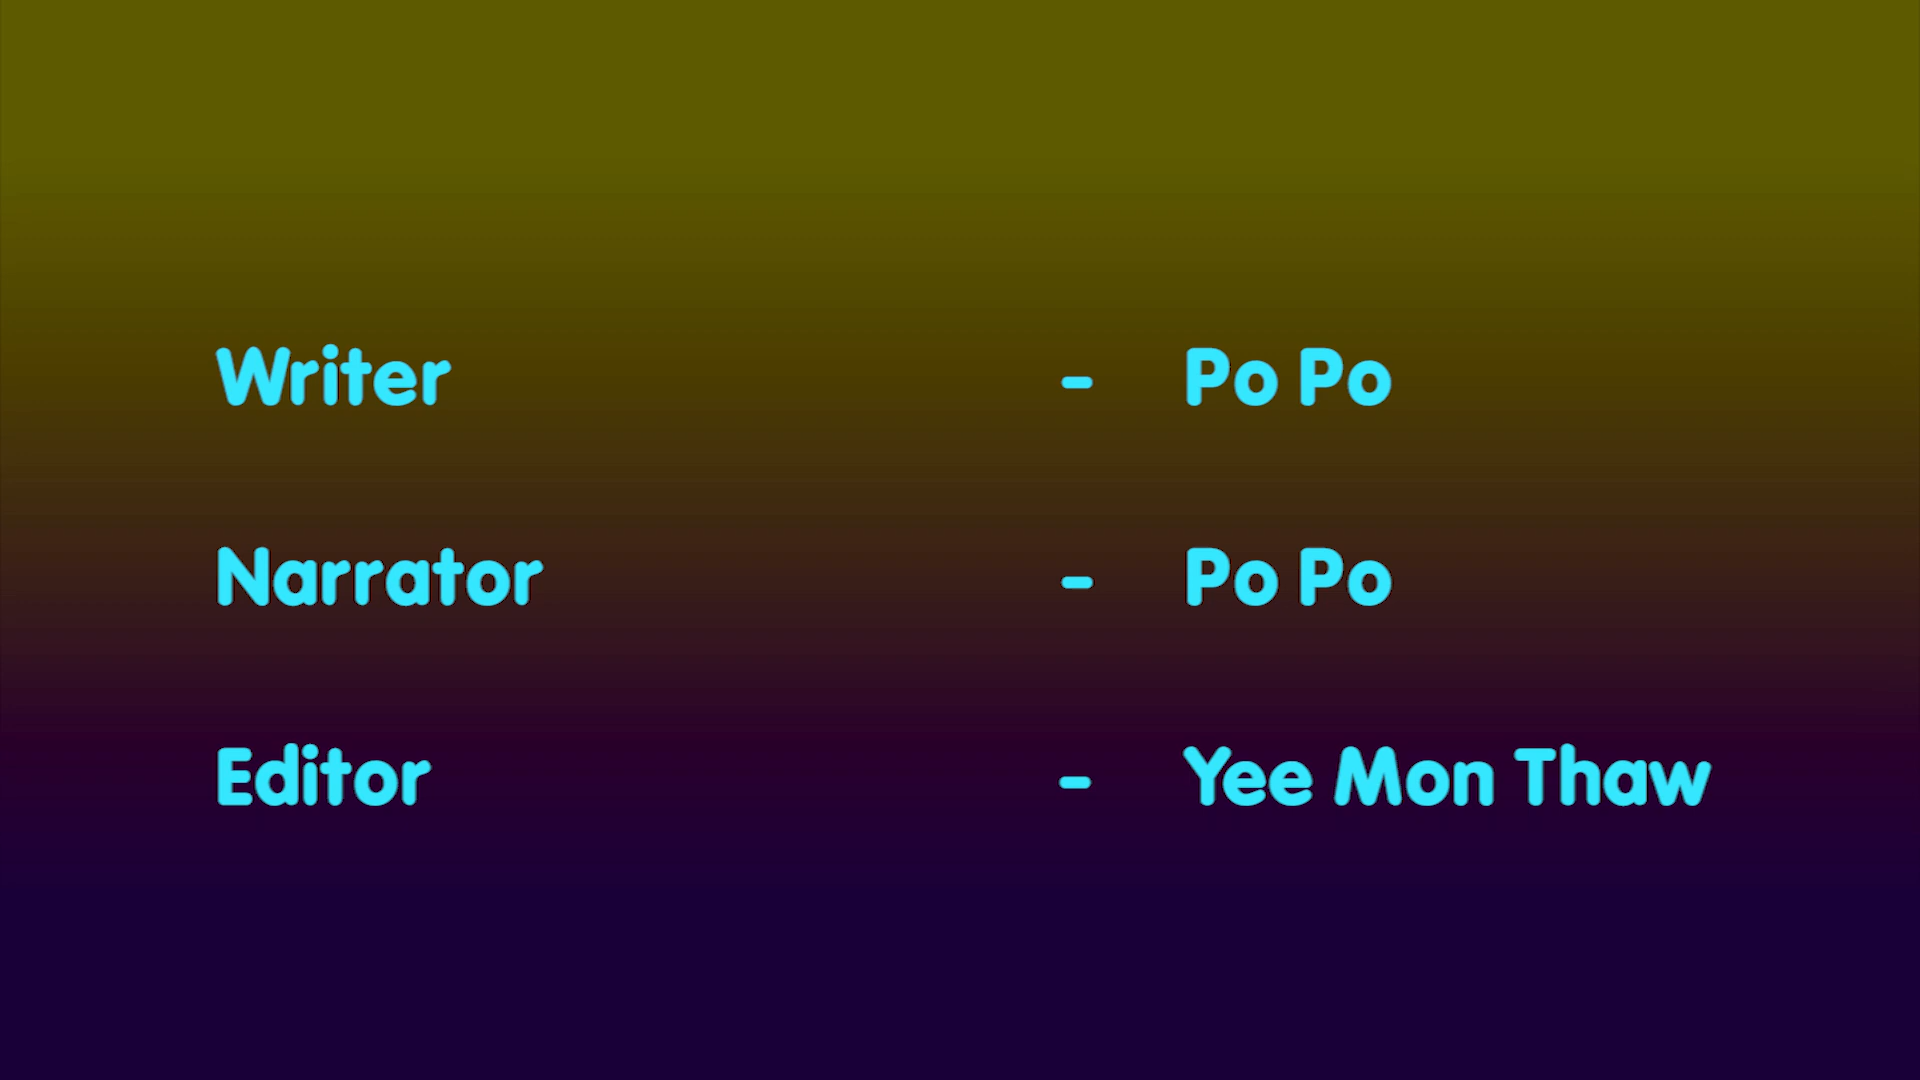 Writer - Po Po
Narrator - Po Po
Editor - Yee Mon Thaw